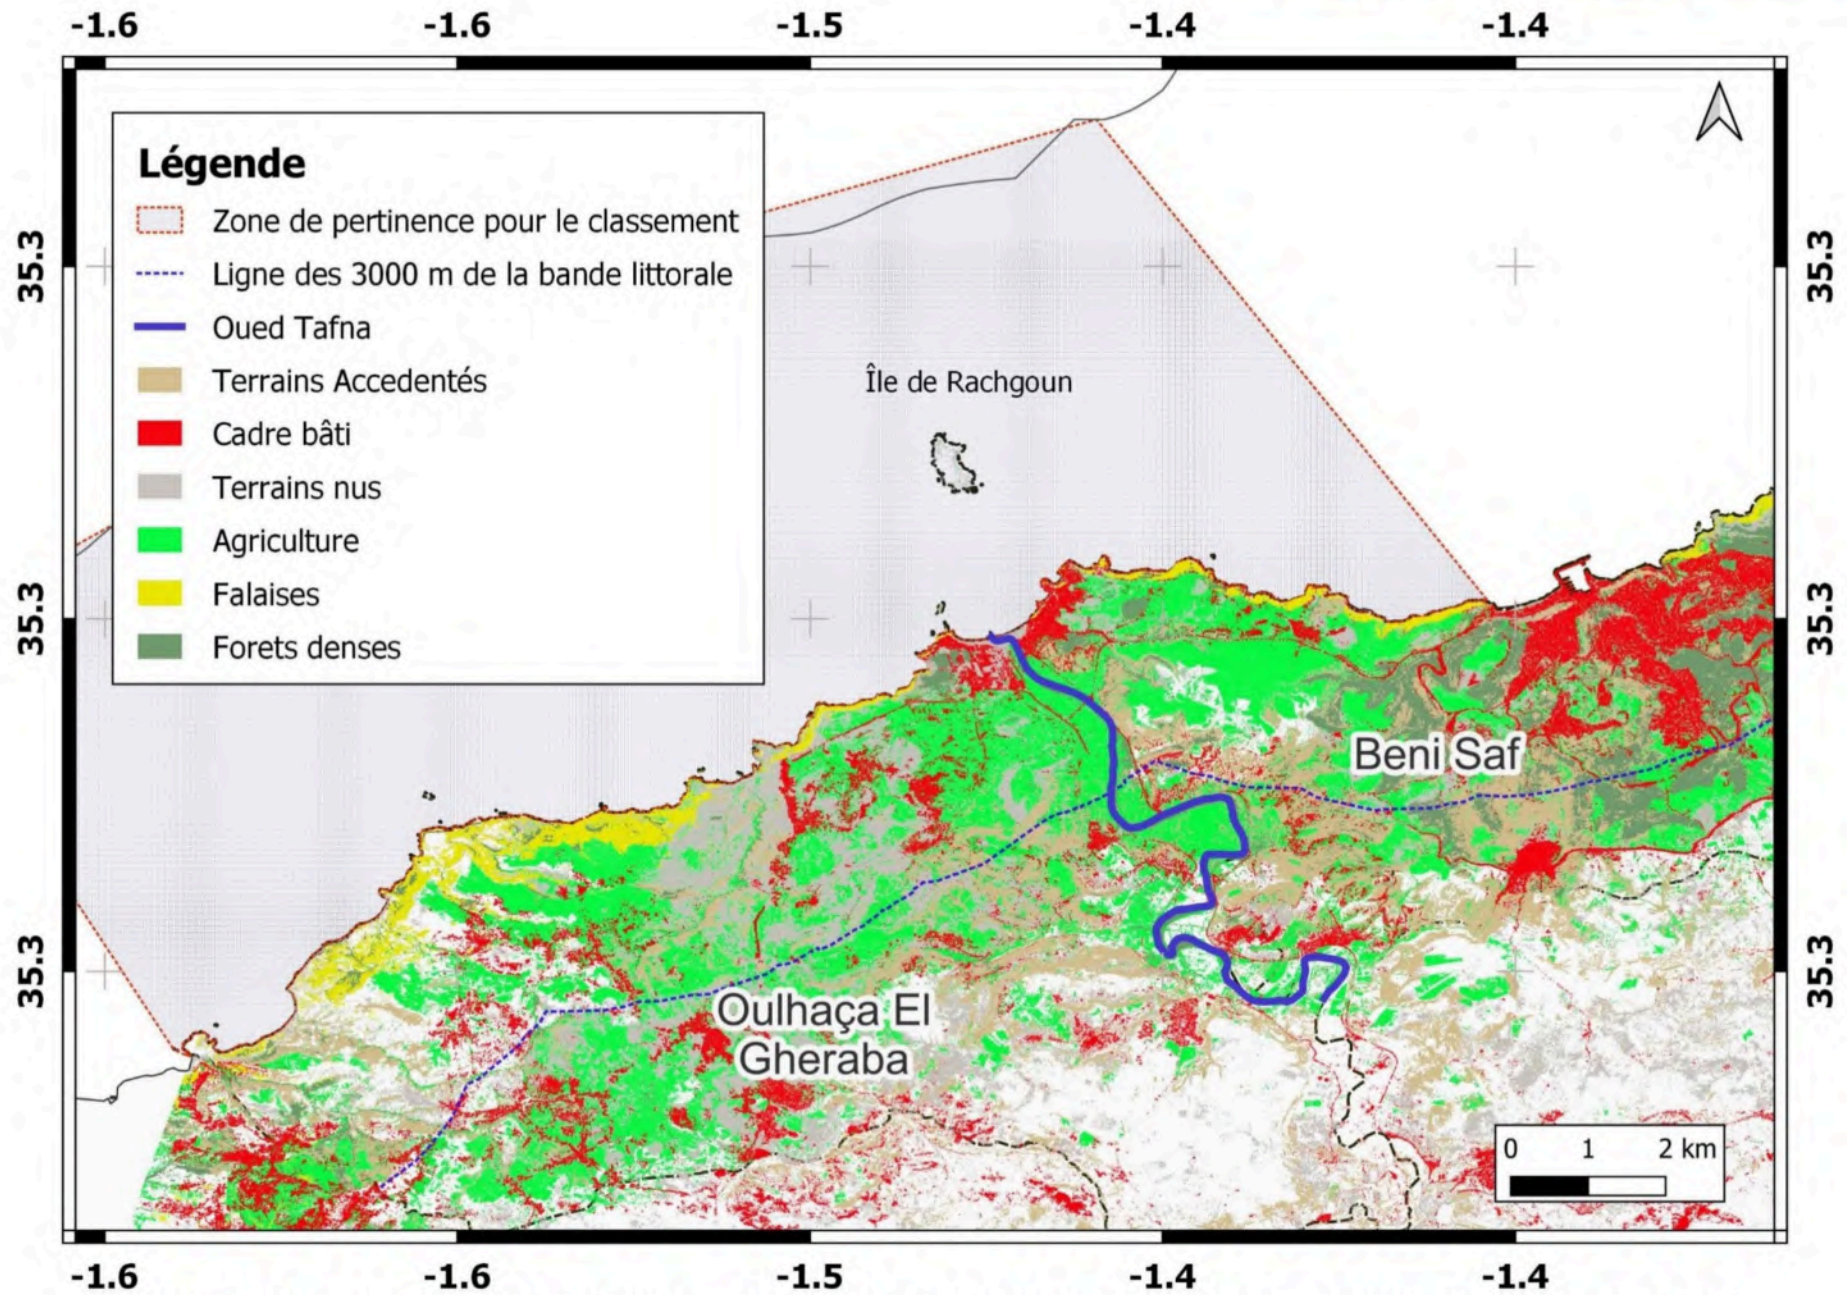 -1.6 -1.6 -1.5 -1.4 -1.4
Légende
Zone de pertinence pour le classement
Ligne des 3000 m de la bande littorale
Oued Tafna
Terrains Accedentés
Cadre bâti
Terrains nus
Agriculture
Falaises
Forets denses
35.3 35.3
35.3 35.3
35.3 35.3
Île de Rachgoun
Beni Saf
Oulhaça El
Gheraba
0 1 2 km
-1.6 -1.6 -1.5 -1.4 -1.4